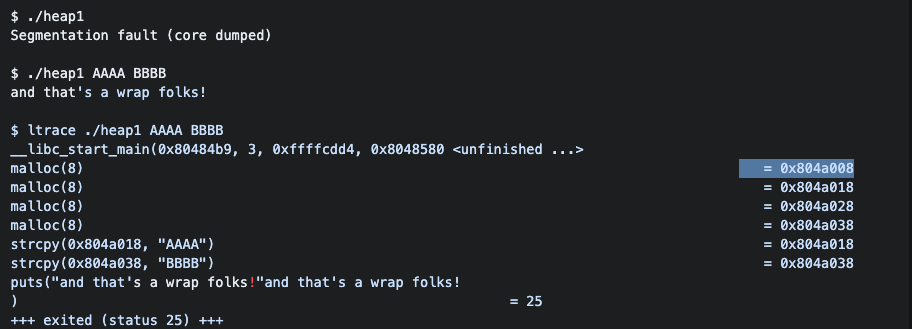 $ ./heap1
Segmentation fault (core dumped)
$ ./heap1 AAAA BBBB
and that's a wrap folks!
$ ltrace ./heap1 AAAA BBBB
__libc_start_main(0x80484b9, 3, 0xffffcdd4, 0x8048580 <unfinished ...>
malloc(8) = 0x804a008
malloc(8) = 0x804a018
malloc(8) = 0x804a028
malloc(8) = 0x804a038
strcpy(0x804a018, "AAAA") = 0x804a018
strcpy(0x804a038, "BBBB") = 0x804a038
puts("and that's a wrap folks!"and that's a wrap folks!
) = 25
+++ exited (status 25) +++